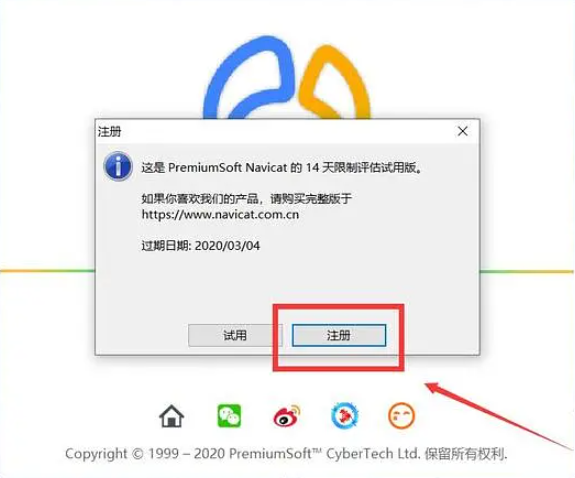 注册
这是 PremiumSoft Navicat 的 14 天限制评估试用版。
如果你喜欢我们的产品，请购买完整版于
https://www.navicat.com.cn
过期日期: 2020/03/04
试用
注册
Copyright © 1999 – 2020 PremiumSoft™ CyberTech Ltd. 保留所有权利.